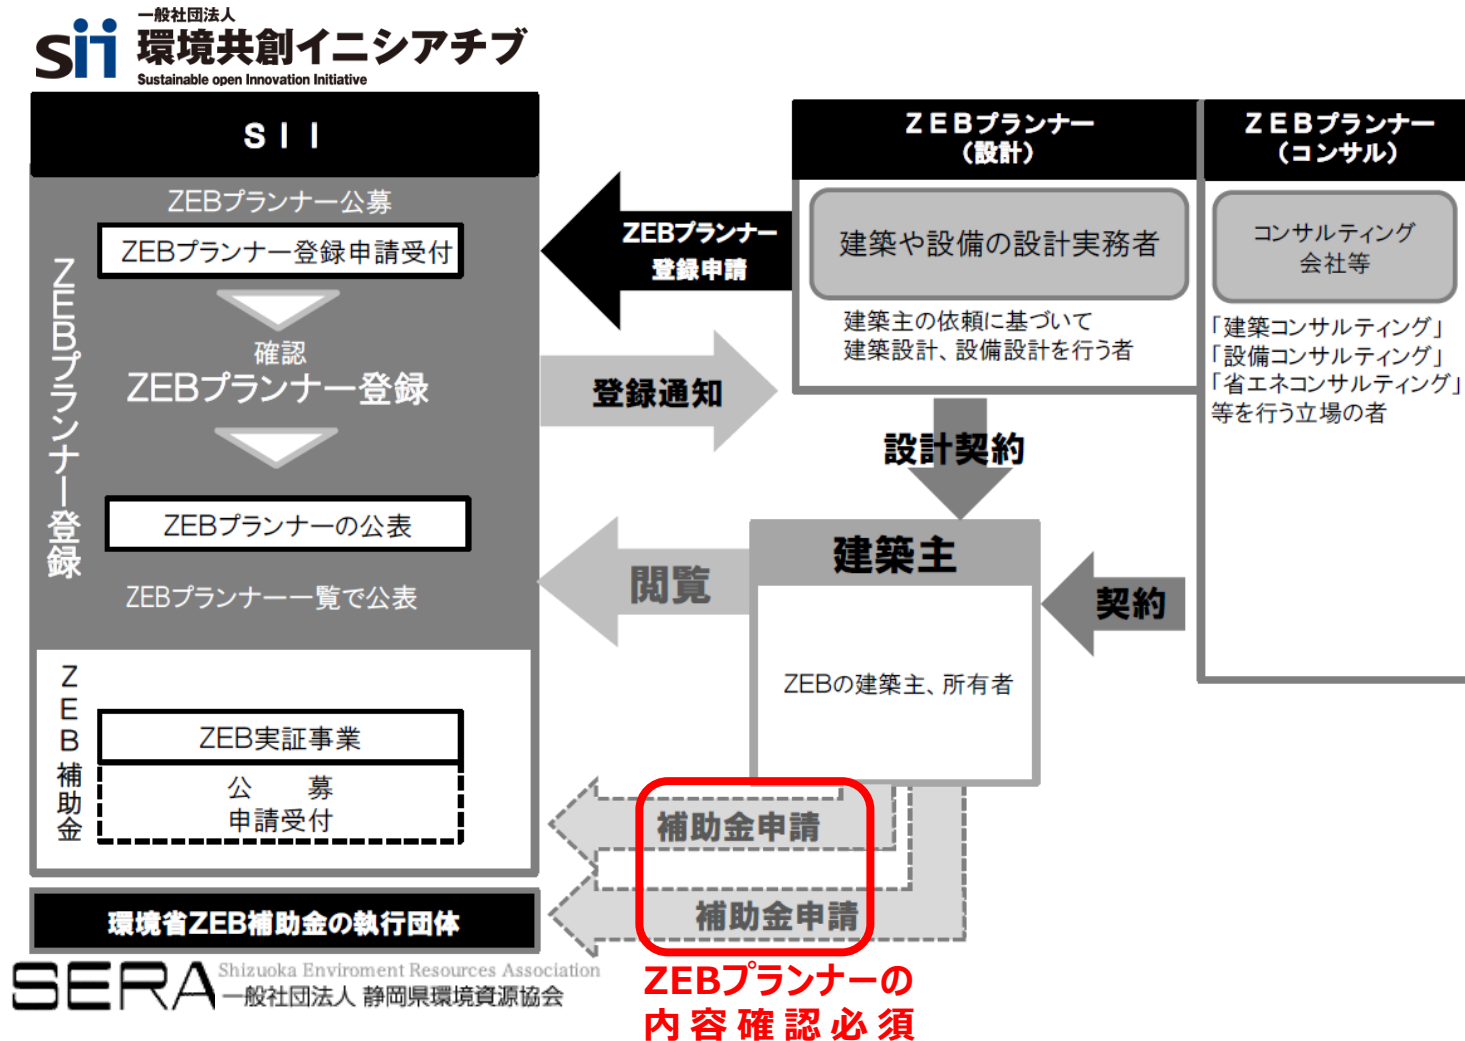 一般社団法人
sii 環境共創イニシアチブ
Sustainable open Innovation Initiative
SII
ZEBプランナー登録
ZEBプランナー公募
ZEBプランナー登録申請受付
確認
ZEBプランナー登録
ZEBプランナーの公表
ZEBプランナー一覧で公表
ZEB補助金
ZEB実証事業
公　募
申請受付
環境省ZEB補助金の執行団体
SERA
Shizuoka Enviroment Resources Association
一般社団法人 静岡県環境資源協会
ZEBプランナー
登録申請
登録通知
閲覧
補助金申請
補助金申請
ZEBプランナーの
内容確認必須
ZEBプランナー
（設計）
建築や設備の設計実務者
建築主の依頼に基づいて
建築設計、設備設計を行う者
設計契約
建築主
ZEBの建築主、所有者
契約
ZEBプランナー
（コンサル）
コンサルティング
会社等
「建築コンサルティング」
「設備コンサルティング」
「省エネコンサルティング」
等を行う立場の者